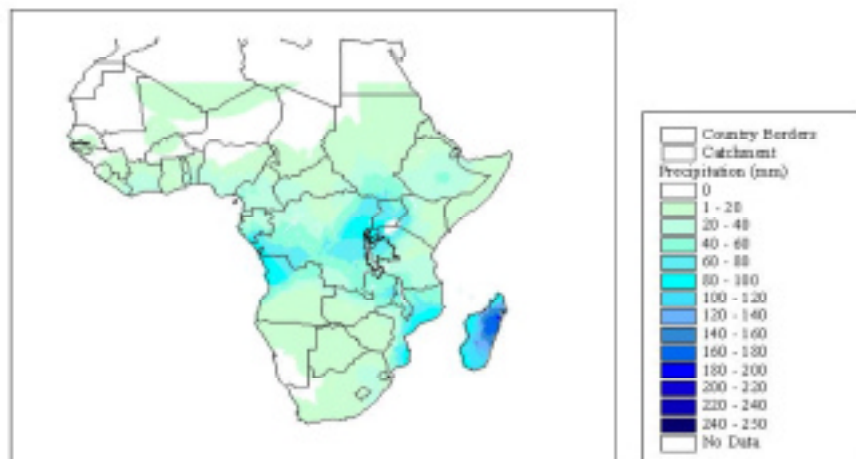 Country Borders
Catchment
Precipitation (mm)
0
1 - 20
20 - 40
40 - 60
60 - 80
80 - 100
100 - 120
120 - 140
140 - 160
160 - 180
180 - 200
200 - 220
220 - 240
240 - 250
No Data